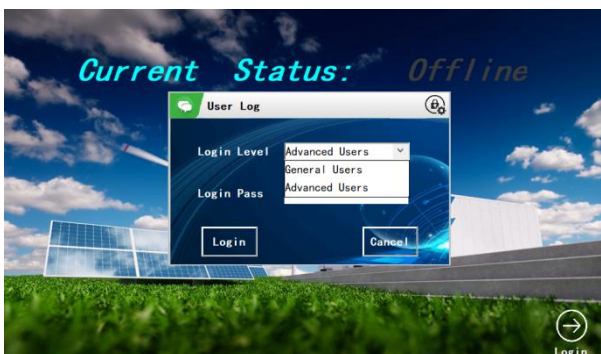 Current Status: Offline
User Log
Login Level Advanced Users
General Users
Advanced Users
Login Pass
Login Cancel
Login